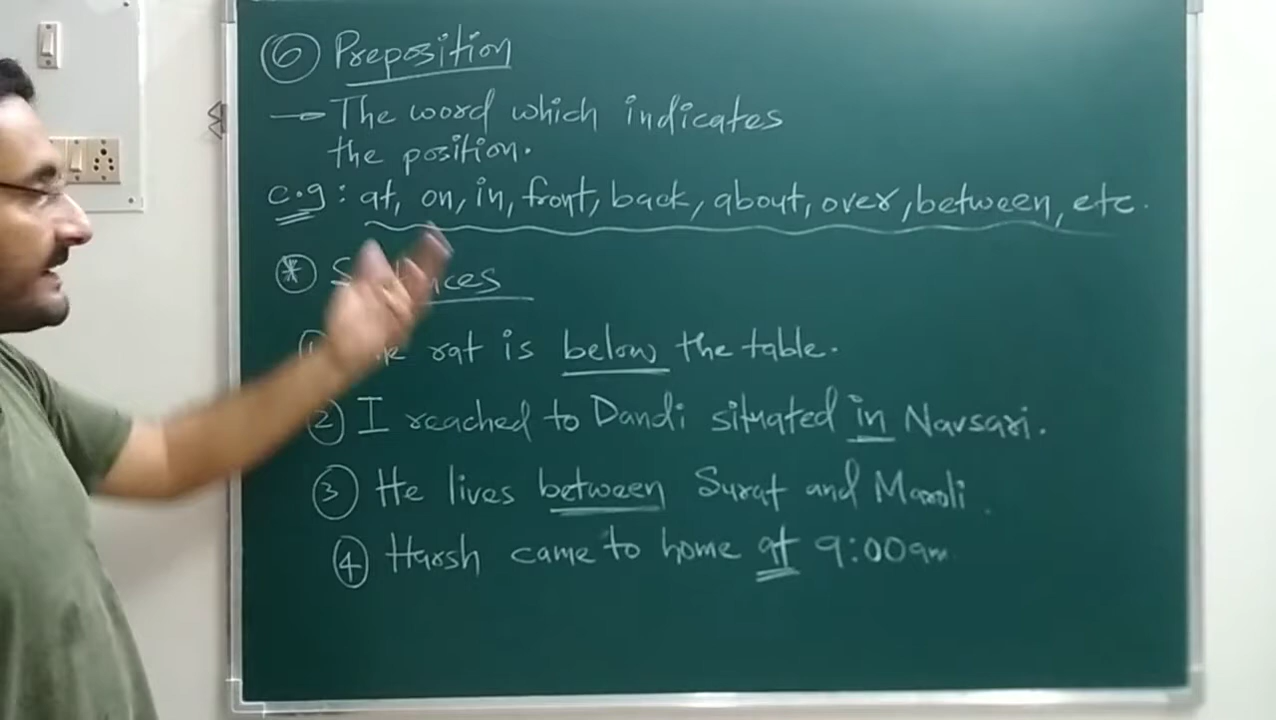 6 Preposition
→ The word which indicates
the position.
e.g : at, on, in, front, back, about, over, between, etc.
*
1 rat is below the table.
2 I reached to Dandi situated in Navsari.
3 He lives between Surat and Maroli.
4 Harsh came to home at 9:00am